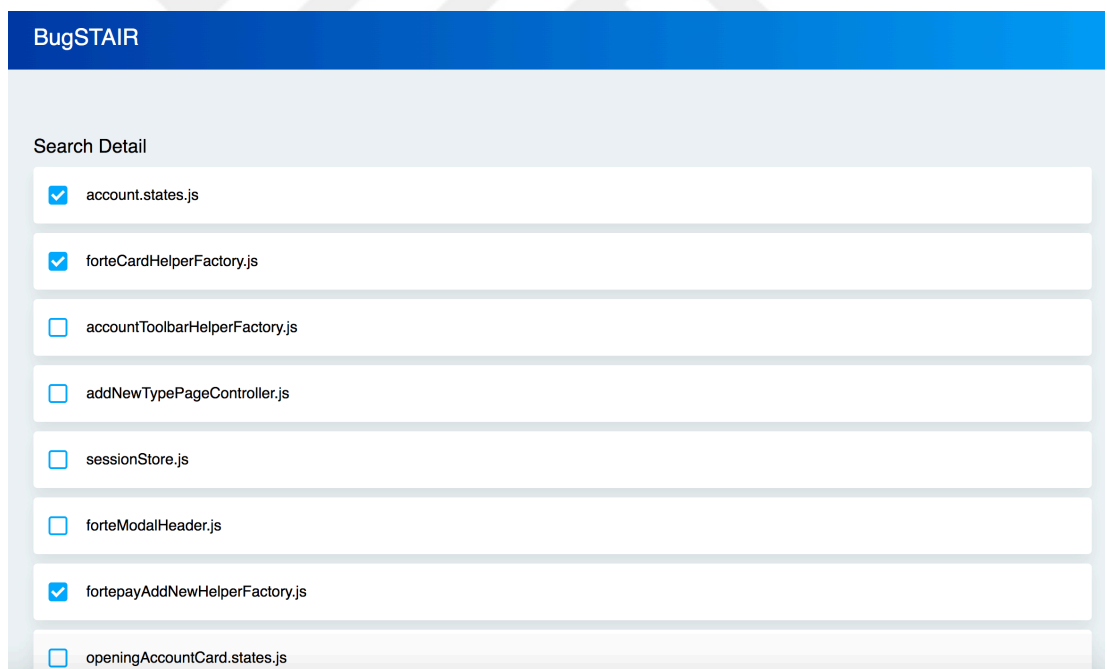 BugSTAIR
Search Detail
account.states.js
forteCardHelperFactory.js
accountToolbarHelperFactory.js
addNewTypePageController.js
sessionStore.js
forteModalHeader.js
fortepayAddNewHelperFactory.js
openingAccountCard.states.js